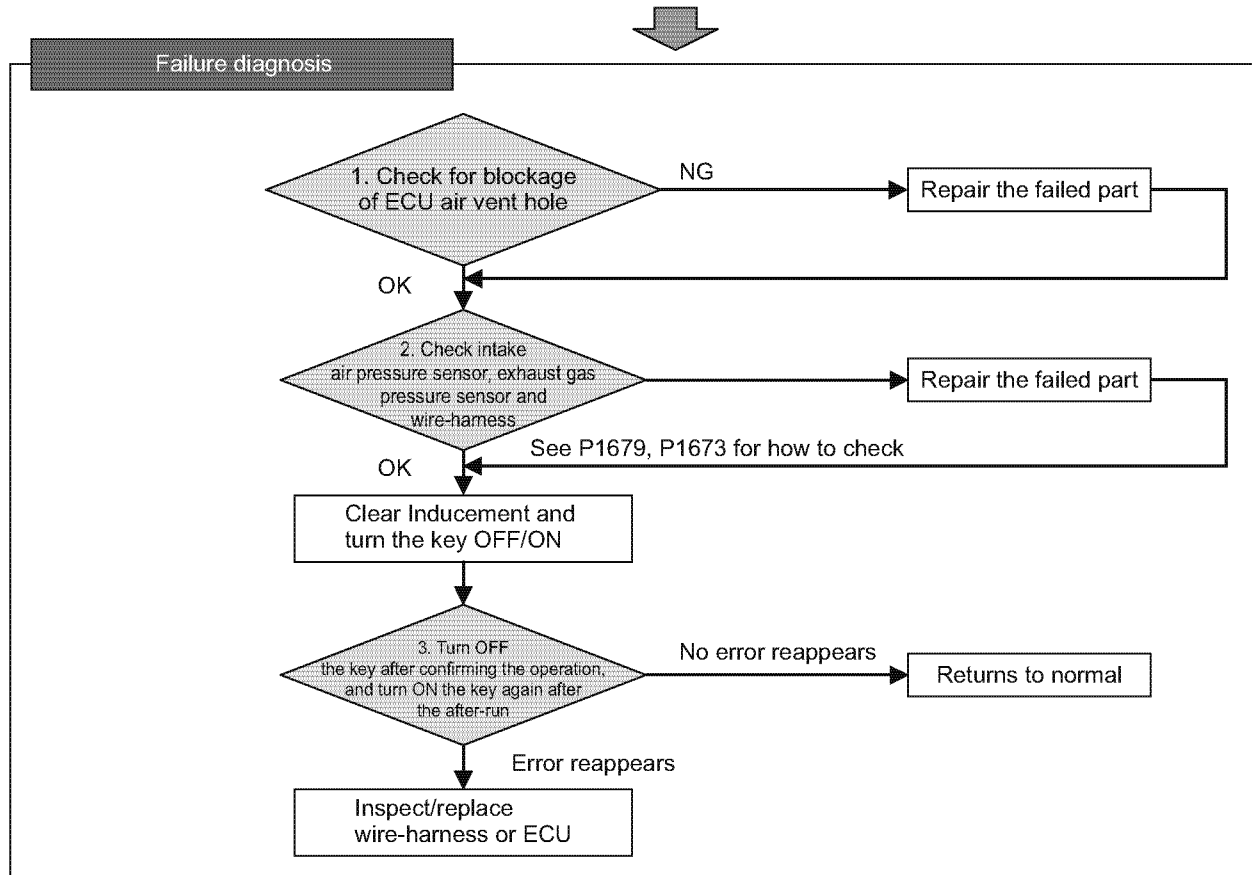 Failure diagnosis
1. Check for blockage
of ECU air vent hole
NG
Repair the failed part
OK
2. Check intake
air pressure sensor, exhaust gas
pressure sensor and
wire-harness
Repair the failed part
See P1679, P1673 for how to check
OK
Clear Inducement and
turn the key OFF/ON
3. Turn OFF
the key after confirming the operation,
and turn ON the key again after
the after-run
No error reappears
Returns to normal
Error reappears
Inspect/replace
wire-harness or ECU